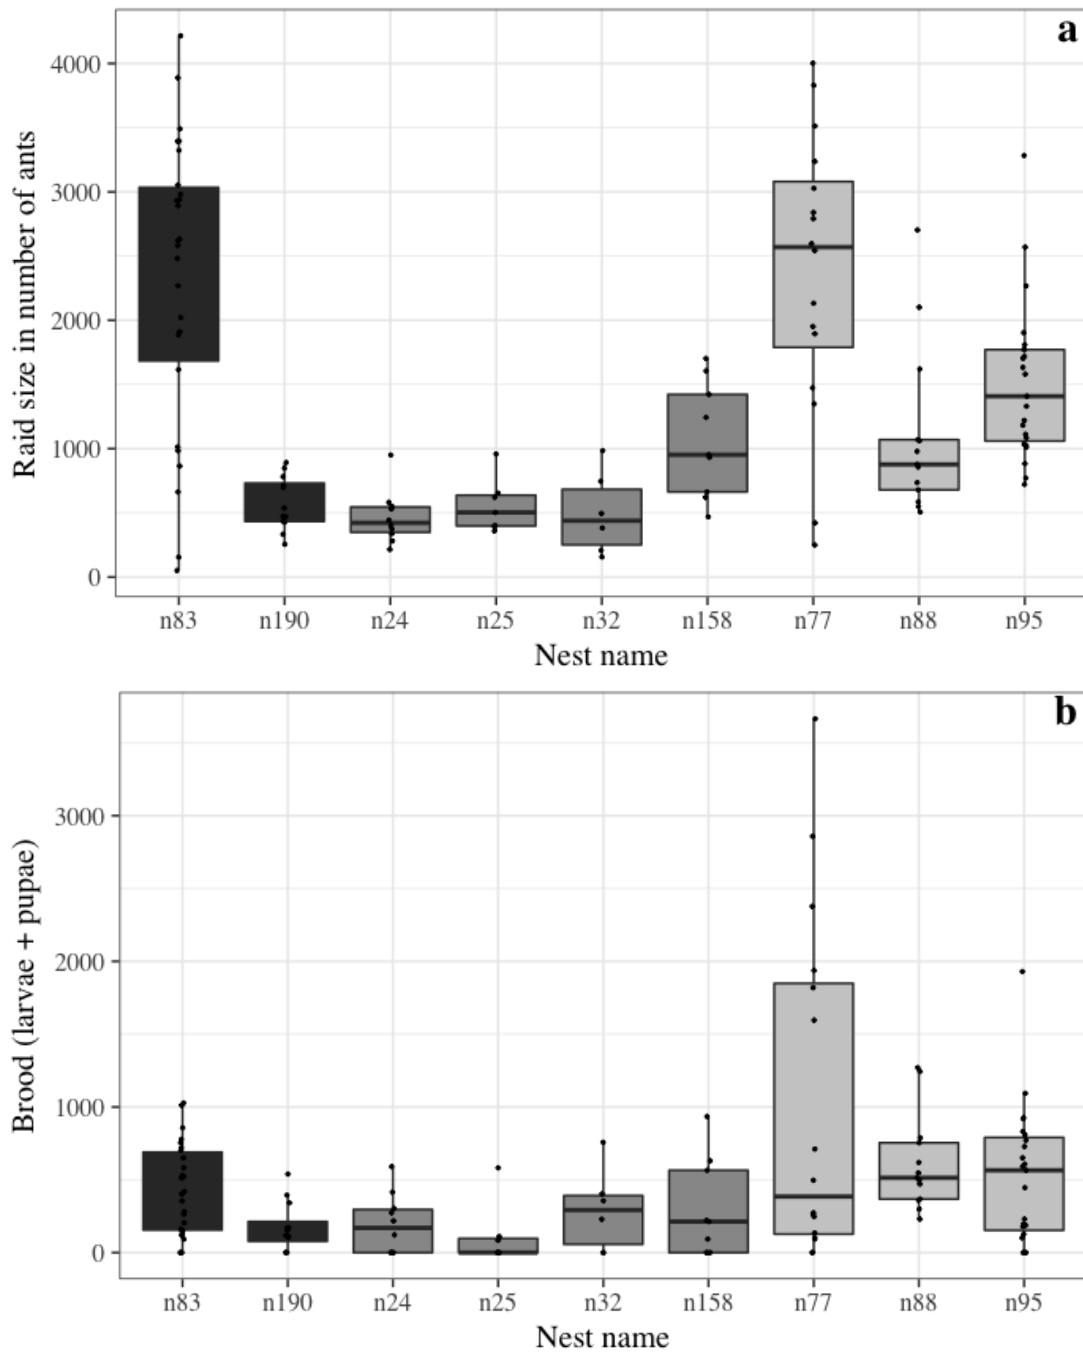 a
4000
3000
2000
1000
0
Raid size in number of ants
n83 n190 n24 n25 n32 n158 n77 n88 n95
Nest name
b
3000
2000
1000
0
Brood (larvae + pupae)
n83 n190 n24 n25 n32 n158 n77 n88 n95
Nest name